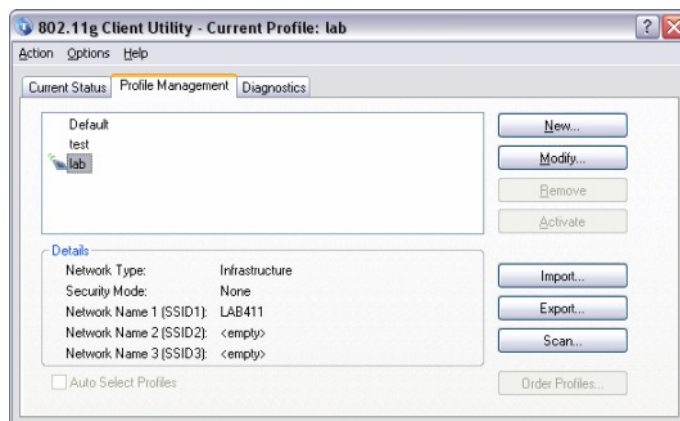 802.11g Client Utility - Current Profile: lab
Action Options Help
Current Status Profile Management Diagnostics
Default
test
lab
New...
Modify...
Remove
Activate
Details
Network Type: Infrastructure
Security Mode: None
Network Name 1 (SSID1): LAB411
Network Name 2 (SSID2): <empty>
Network Name 3 (SSID3): <empty>
Import...
Export...
Scan...
Auto Select Profiles
Order Profiles...